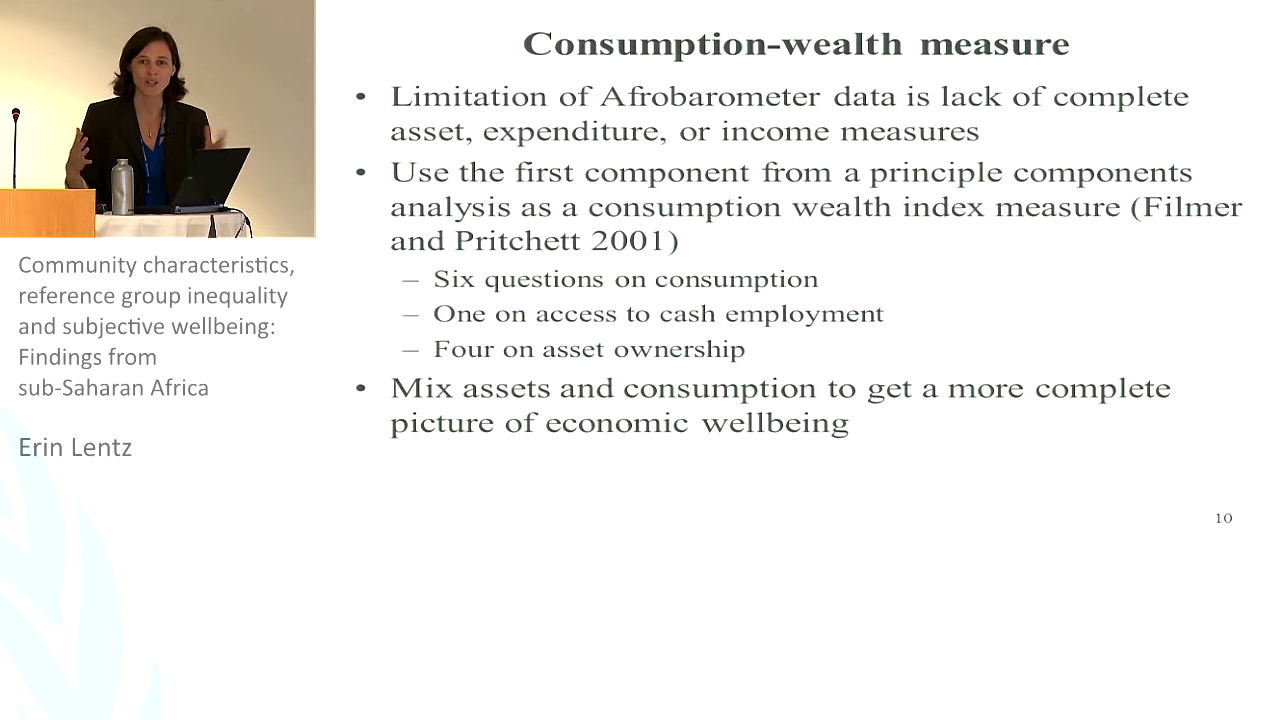 Consumption-wealth measure
• Limitation of Afrobarometer data is lack of complete
asset, expenditure, or income measures
• Use the first component from a principle components
analysis as a consumption wealth index measure (Filmer
and Pritchett 2001)
– Six questions on consumption
– One on access to cash employment
– Four on asset ownership
• Mix assets and consumption to get a more complete
picture of economic wellbeing
10
Community characteristics,
reference group inequality
and subjective wellbeing:
Findings from
sub-Saharan Africa
Erin Lentz